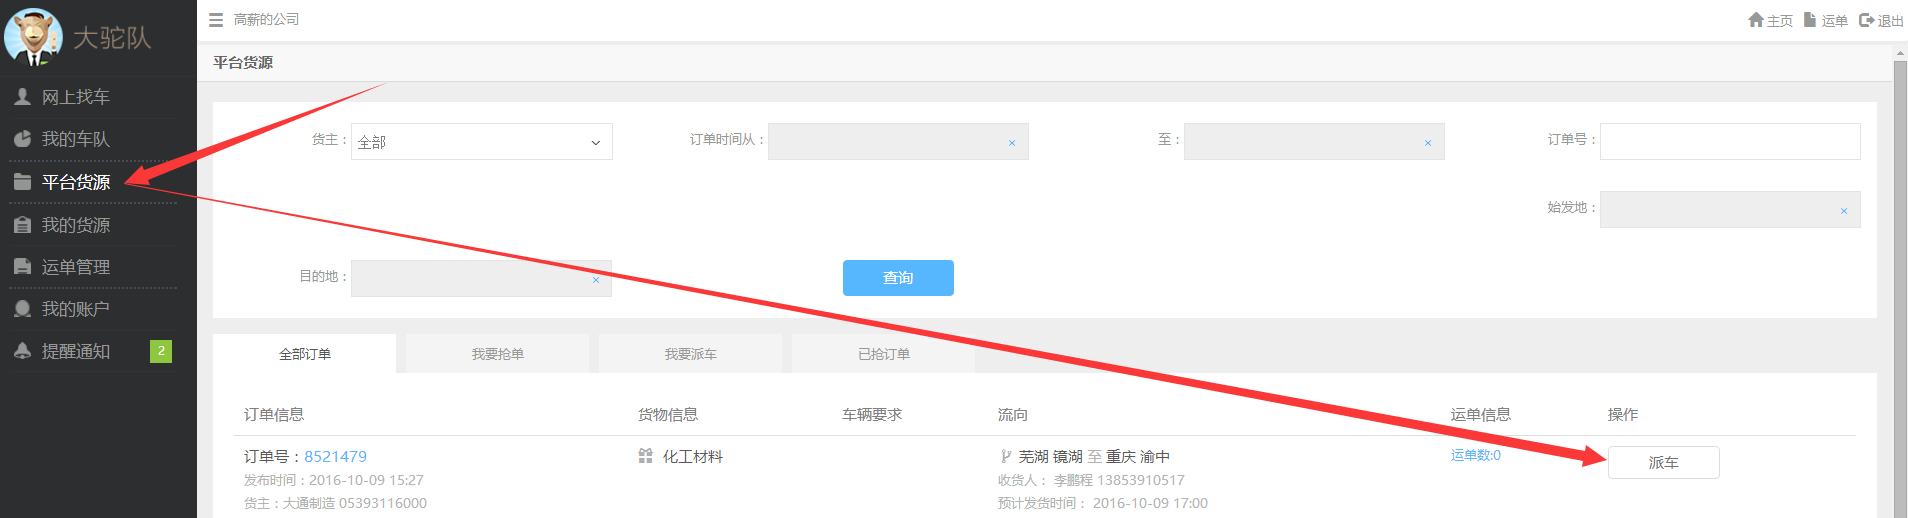 大驼队
高薪的公司
主页 运单 退出
平台货源
网上找车
我的车队
平台货源
我的货源
运单管理
我的账户
提醒通知 2
货主： 全部 订单时间从： × 至： × 订单号：
始发地： ×
目的地： × 查询
全部订单 我要抢单 我要派车 已抢订单
订单信息 货物信息 车辆要求 流向 运单信息 操作
订单号：8521479 化工材料 芜湖 镜湖 至 重庆 渝中 运单数:0 派车
发布时间：2016-10-09 15:27 收货人： 李鹏程 13853910517
货主：大通制造 05393116000 预计发货时间： 2016-10-09 17:00